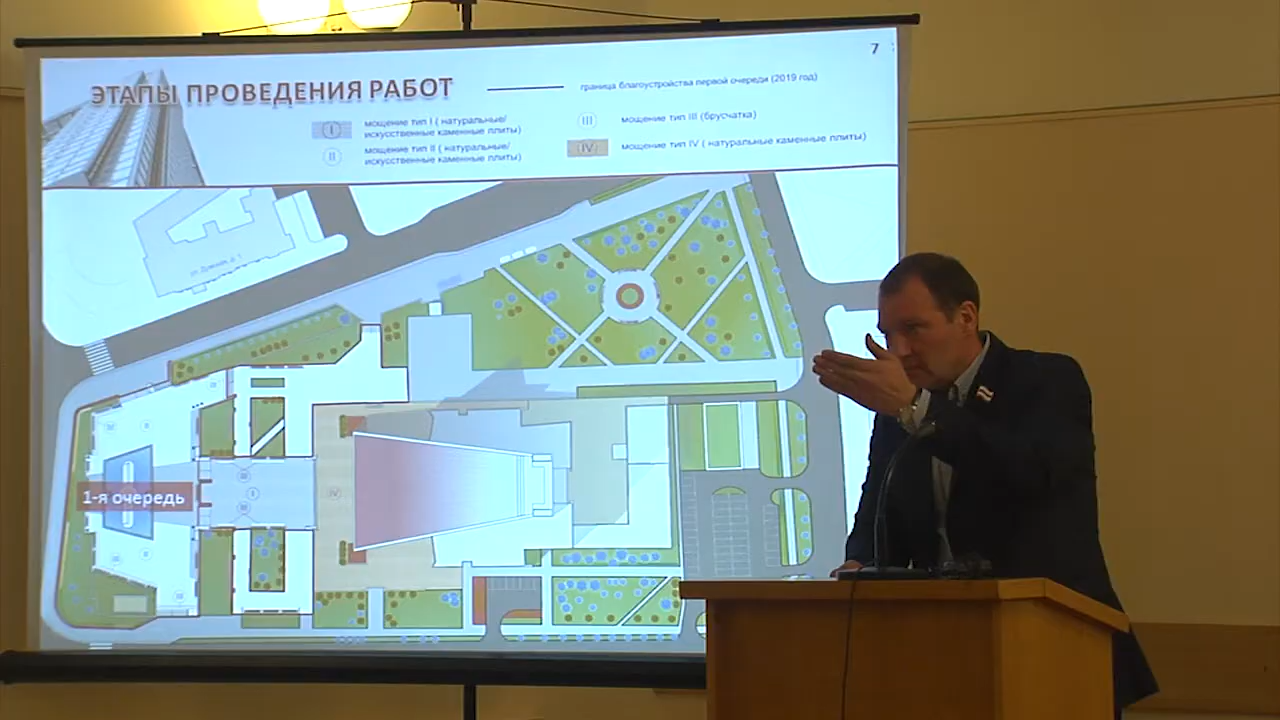 7
ЭТАПЫ ПРОВЕДЕНИЯ РАБОТ
граница благоустройства первой очереди (2019 год)
I
мощение тип I ( натуральные/
искусственные каменные плиты)
II
мощение тип II ( натуральные/
искусственные каменные плиты)
III
мощение тип III (брусчатка)
IV
мощение тип IV ( натуральные каменные плиты)
1-я очередь
I
IV